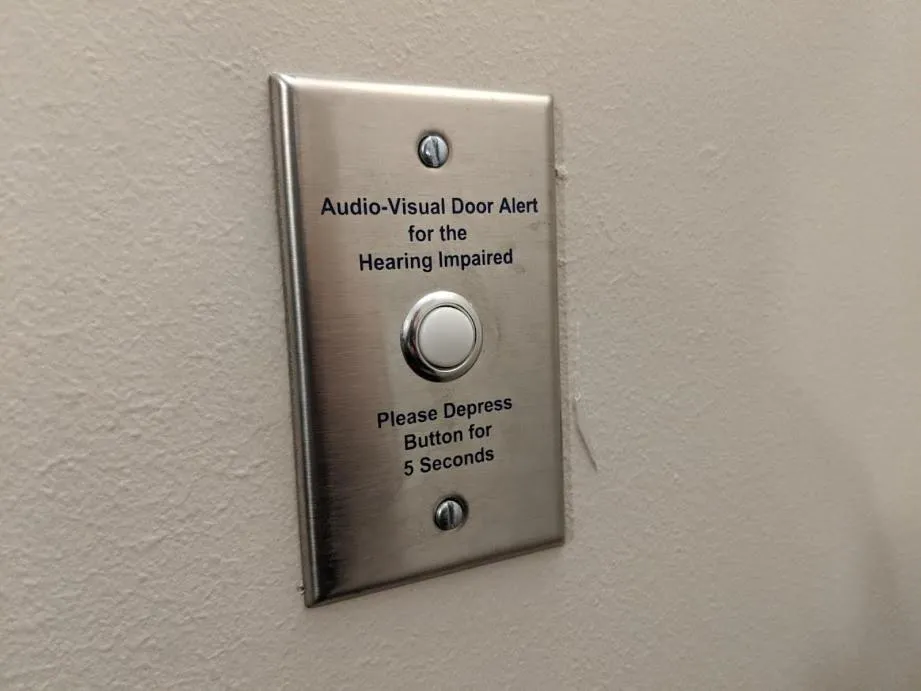 Audio-Visual Door Alert
for the
Hearing Impaired
Please Depress
Button for
5 Seconds